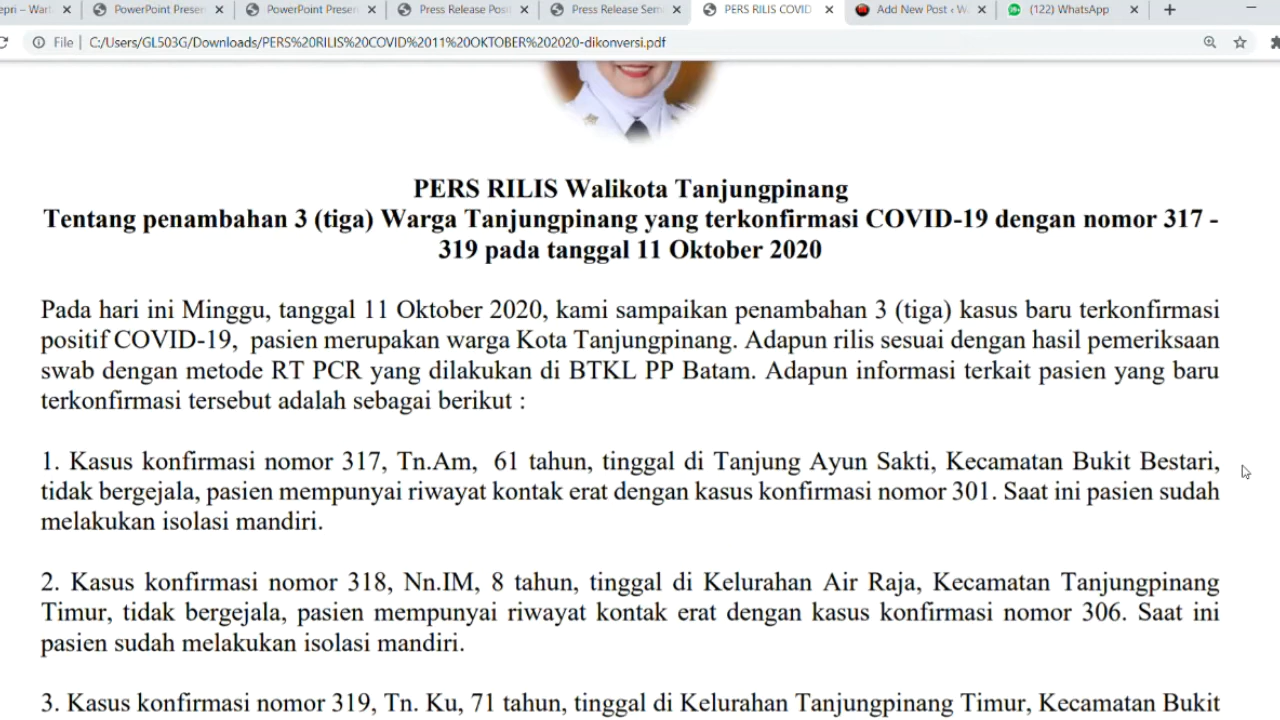 epri – Wart
PowerPoint Presen
PowerPoint Presen
Press Release Posi
Press Release Sem
PERS RILIS COVID
Add New Post ‹ W
(122) WhatsApp
File | C:/Users/GL503G/Downloads/PERS%20RILIS%20COVID%2011%20OKTOBER%202020-dikonversi.pdf
PERS RILIS Walikota Tanjungpinang
Tentang penambahan 3 (tiga) Warga Tanjungpinang yang terkonfirmasi COVID-19 dengan nomor 317 -
319 pada tanggal 11 Oktober 2020
Pada hari ini Minggu, tanggal 11 Oktober 2020, kami sampaikan penambahan 3 (tiga) kasus baru terkonfirmasi
positif COVID-19, pasien merupakan warga Kota Tanjungpinang. Adapun rilis sesuai dengan hasil pemeriksaan
swab dengan metode RT PCR yang dilakukan di BTKL PP Batam. Adapun informasi terkait pasien yang baru
terkonfirmasi tersebut adalah sebagai berikut :
1. Kasus konfirmasi nomor 317, Tn.Am, 61 tahun, tinggal di Tanjung Ayun Sakti, Kecamatan Bukit Bestari,
tidak bergejala, pasien mempunyai riwayat kontak erat dengan kasus konfirmasi nomor 301. Saat ini pasien sudah
melakukan isolasi mandiri.
2. Kasus konfirmasi nomor 318, Nn.IM, 8 tahun, tinggal di Kelurahan Air Raja, Kecamatan Tanjungpinang
Timur, tidak bergejala, pasien mempunyai riwayat kontak erat dengan kasus konfirmasi nomor 306. Saat ini
pasien sudah melakukan isolasi mandiri.
3. Kasus konfirmasi nomor 319, Tn. Ku, 71 tahun, tinggal di Kelurahan Tanjungpinang Timur, Kecamatan Bukit